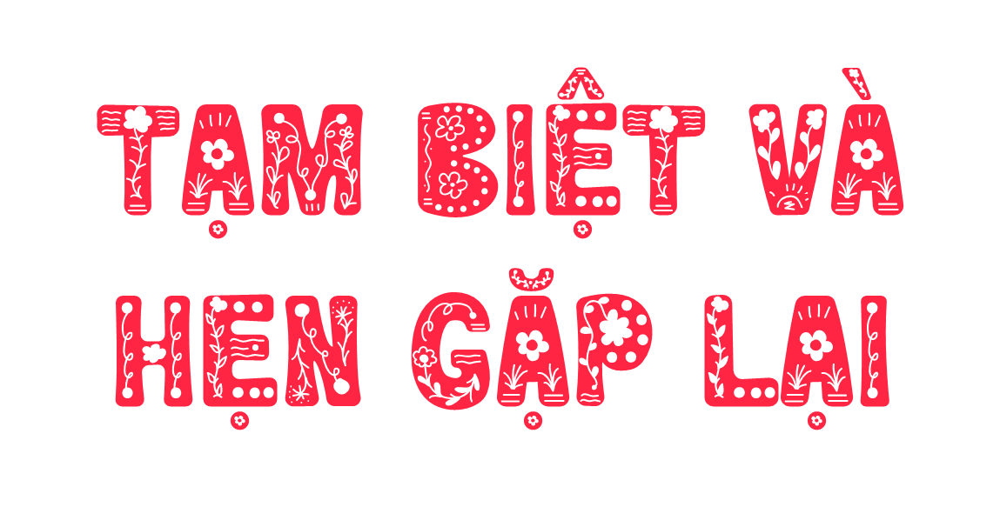 TẠM BIỆT VÀ
HẸN GẶP LẠI